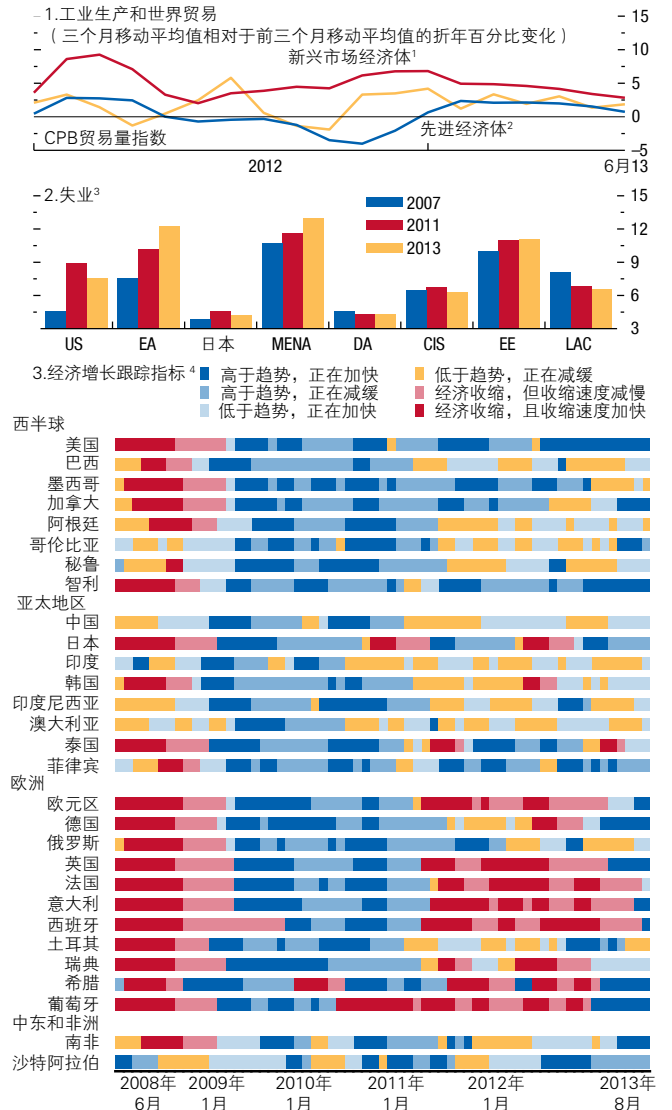 1.工业生产和世界贸易
（三个月移动平均值相对于前三个月移动平均值的折年百分比变化）
新兴市场经济体1
先进经济体2
CPB贸易量指数
15
10
5
0
–5
2012
6月13
2.失业3
2007
2011
2013
15
12
9
6
3
US EA 日本 MENA DA CIS EE LAC
3.经济增长跟踪指标4
高于趋势，正在加快
高于趋势，正在减缓
低于趋势，正在加快
低于趋势，正在减缓
经济收缩，但收缩速度减慢
经济收缩，且收缩速度加快
西半球
美国
巴西
墨西哥
加拿大
阿根廷
哥伦比亚
秘鲁
智利
亚太地区
中国
日本
印度
韩国
印度尼西亚
澳大利亚
泰国
菲律宾
欧洲
欧元区
德国
俄罗斯
英国
法国
意大利
西班牙
土耳其
瑞典
希腊
葡萄牙
中东和非洲
南非
沙特阿拉伯
2008年 2009年 2010年 2011年 2012年 2013年
6月 1月 1月 1月 1月 8月